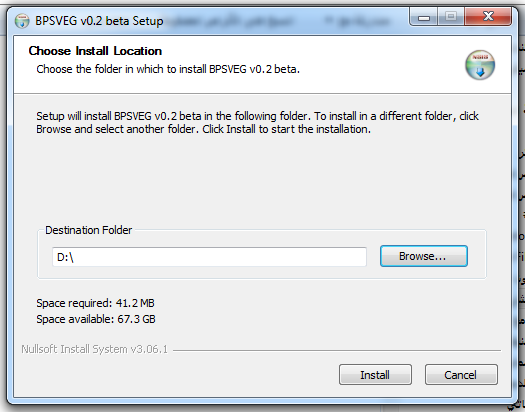 BPSVEG v0.2 beta Setup
Choose Install Location
Choose the folder in which to install BPSVEG v0.2 beta.
Setup will install BPSVEG v0.2 beta in the following folder. To install in a different folder, click
Browse and select another folder. Click Install to start the installation.
Destination Folder
D:\
Browse...
Space required: 41.2 MB
Space available: 67.3 GB
Nullsoft Install System v3.06.1
Install
Cancel